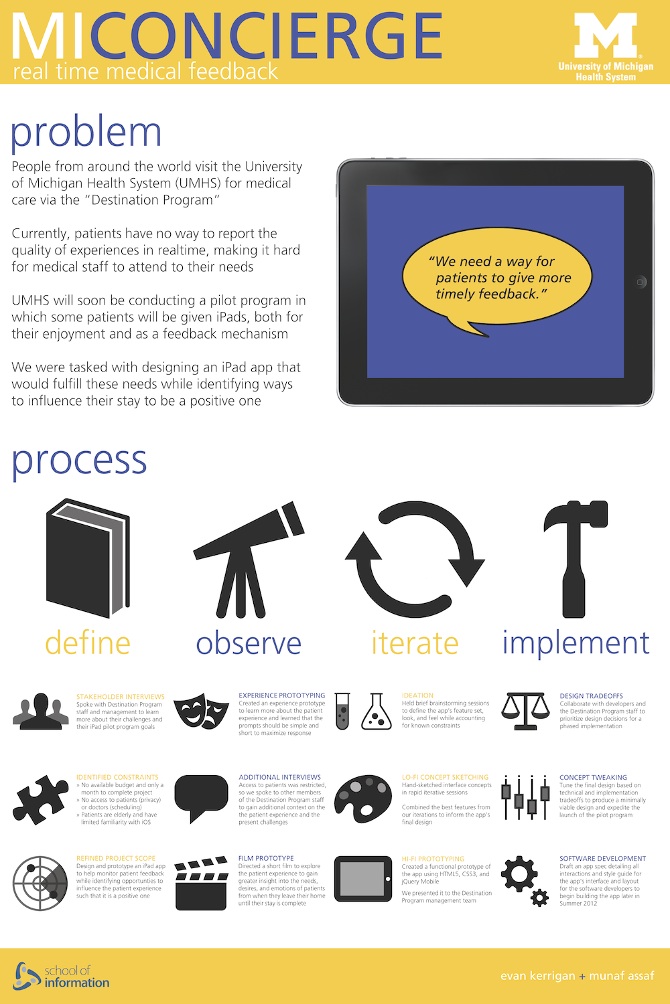 MICONCIERGE
real time medical feedback
University of Michigan
Health System
problem
People from around the world visit the University
of Michigan Health System (UMHS) for medical
care via the “Destination Program”
Currently, patients have no way to report the
quality of experiences in realtime, making it hard
for medical staff to attend to their needs
UMHS will soon be conducting a pilot program in
which some patients will be given iPads, both for
their enjoyment and as a feedback mechanism
We were tasked with designing an iPad app that
would fulfill these needs while identifying ways
to influence their stay to be a positive one
“We need a way for
patients to give more
timely feedback.”
process
define
observe
iterate
implement
STAKEHOLDER INTERVIEWS
Spoke with Destination Program
staff and management to learn
more about their challenges and
their iPad pilot program goals
EXPERIENCE PROTOTYPING
Created an experience prototype
to learn more about the patient
experience and learned that the
prompts should be simple and
short to maximize response
IDEATION
Held brief brainstorming sessions
to define the app's feature set,
look, and feel while accounting
for known constraints
DESIGN TRADEOFFS
Collaborate with developers and
the Destination Program staff to
prioritize design decisions for a
phased implementation
IDENTIFIED CONSTRAINTS
• No available budget and only a
month to complete project
• No access to patients (privacy)
or doctors (scheduling)
• Patients are elderly and have
limited familiarity with iOS
ADDITIONAL INTERVIEWS
Access to patients was restricted,
so we spoke to other members
of the Destination Program staff
to gain additional context on
the patient experience and the
present challenges
LO-FI CONCEPT SKETCHING
Hand-sketched interface concepts
in rapid iterative sessions
Combined the best features from
our iterations to inform the app's
final design
CONCEPT TWEAKING
Tune the final design based on
technical and implementation
tradeoffs to produce a minimally
viable design and expedite the
launch of the pilot program
REFINED PROJECT SCOPE
Design and prototype an iPad app
to help monitor patient feedback
while identifying opportunities to
influence the patient experience
such that it is a positive one
FILM PROTOTYPE
Directed a short film to explore
the patient experience to gain
greater insight into the needs,
desires, and emotions of patients
from when they leave their home
until their stay is complete
HI-FI PROTOTYPING
Created a functional prototype of
the app using HTML5, CSS3, and
jQuery Mobile
We presented it to the Destination
Program management team
SOFTWARE DEVELOPMENT
Draft an app spec detailing all
interactions and style guide for
the app's interface and layout
for the software developers to
begin building the app later in
Summer 2012
school of
information
evan kerrigan + munaf assaf